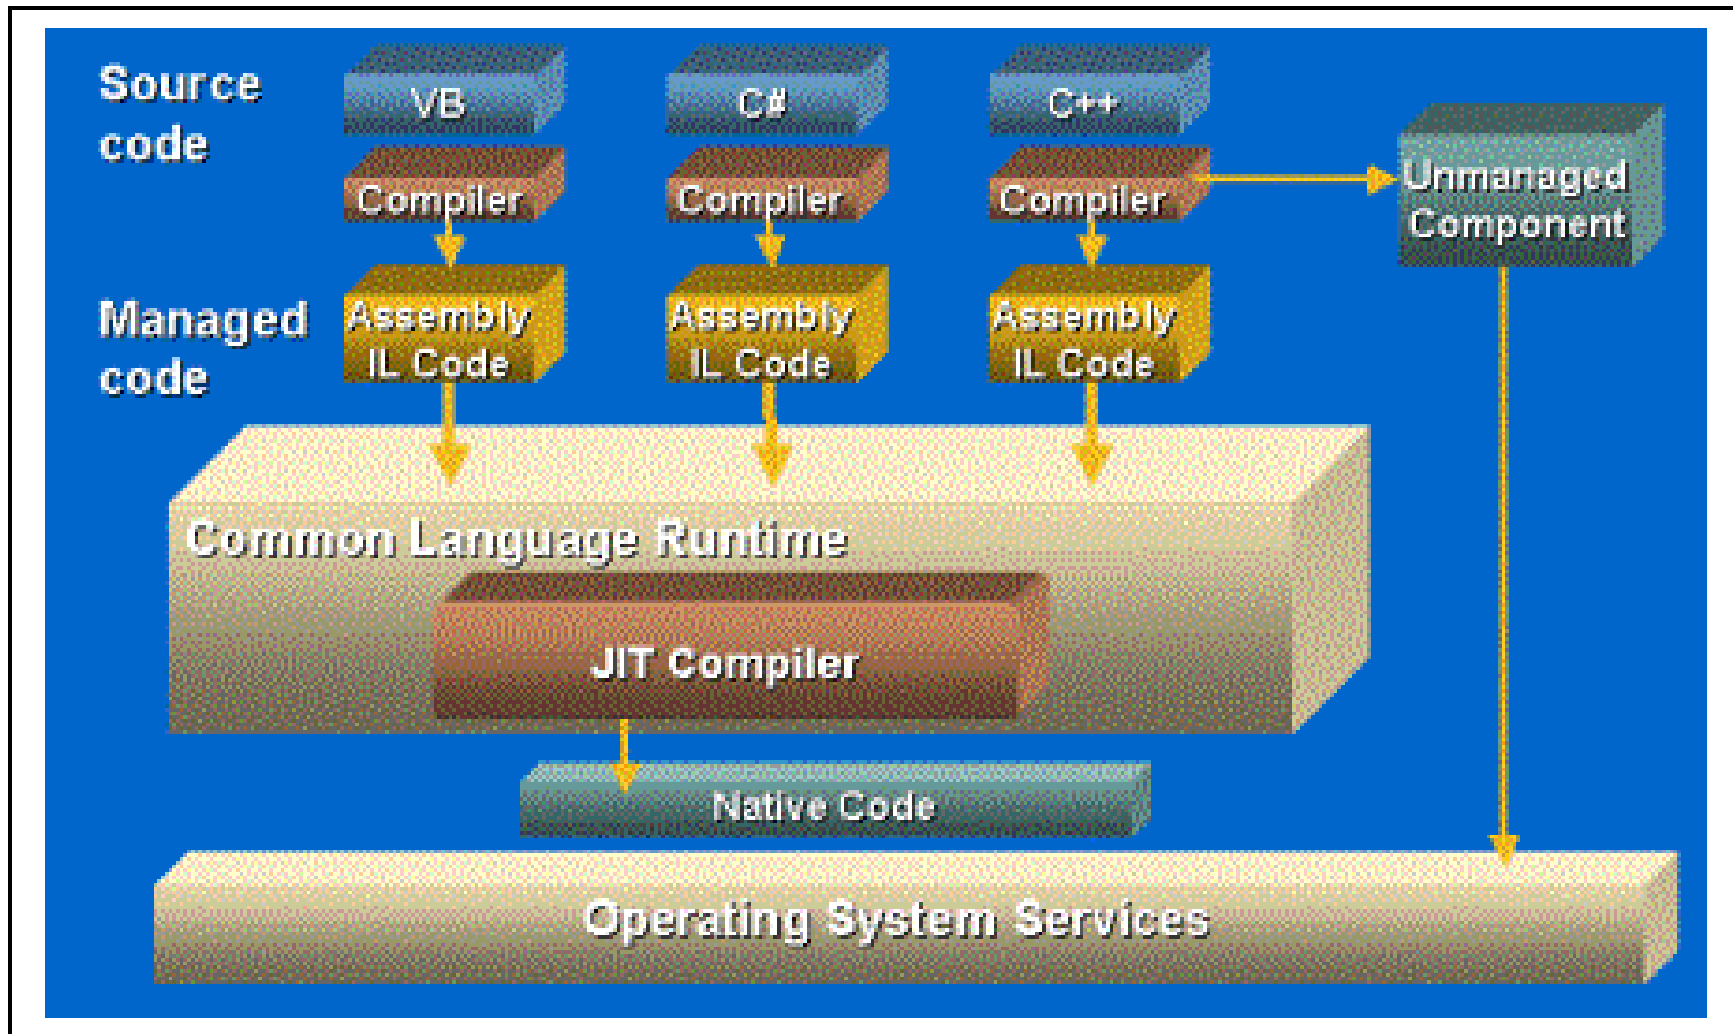 Source
code
VB
C#
C++
Compiler
Compiler
Compiler
Unmanaged
Component
Managed
code
Assembly
IL Code
Assembly
IL Code
Assembly
IL Code
Common Language Runtime
JIT Compiler
Native Code
Operating System Services